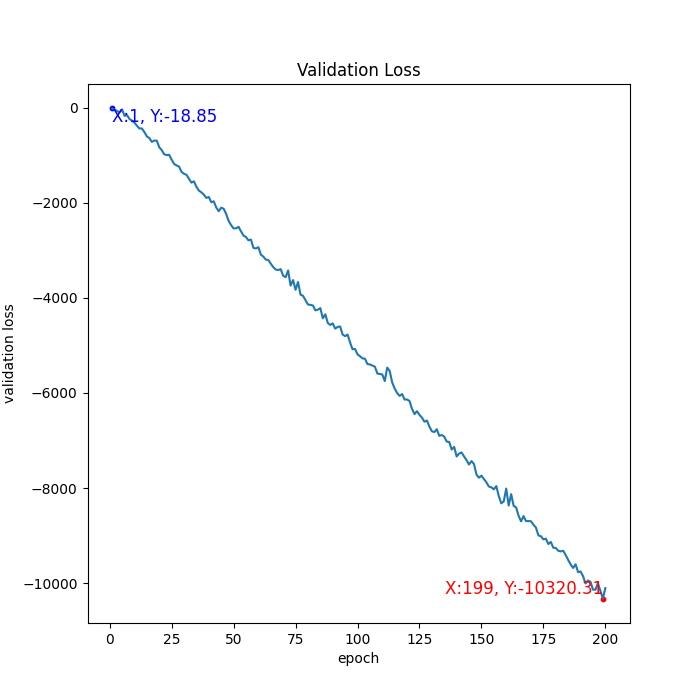 Validation Loss
0
X:1, Y:-18.85
−2000
−4000
validation loss
−6000
−8000
−10000
X:199, Y:-10320.31
0 25 50 75 100 125 150 175 200
epoch